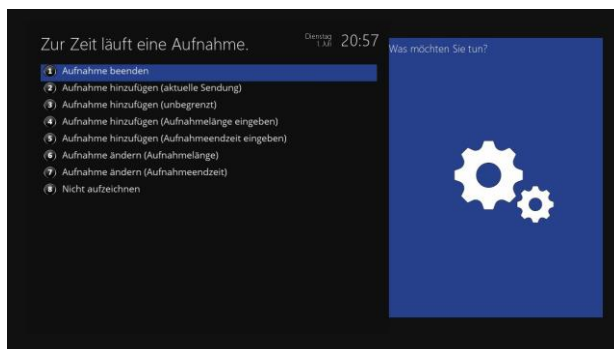 Zur Zeit läuft eine Aufnahme.
Dienstag
1 Juli
20:57
Was möchten Sie tun?
1 Aufnahme beenden
2 Aufnahme hinzufügen (aktuelle Sendung)
3 Aufnahme hinzufügen (unbegrenzt)
4 Aufnahme hinzufügen (Aufnahmelänge eingeben)
5 Aufnahme hinzufügen (Aufnahmeendzeit eingeben)
6 Aufnahme ändern (Aufnahmelänge)
7 Aufnahme ändern (Aufnahmeendzeit)
8 Nicht aufzeichnen